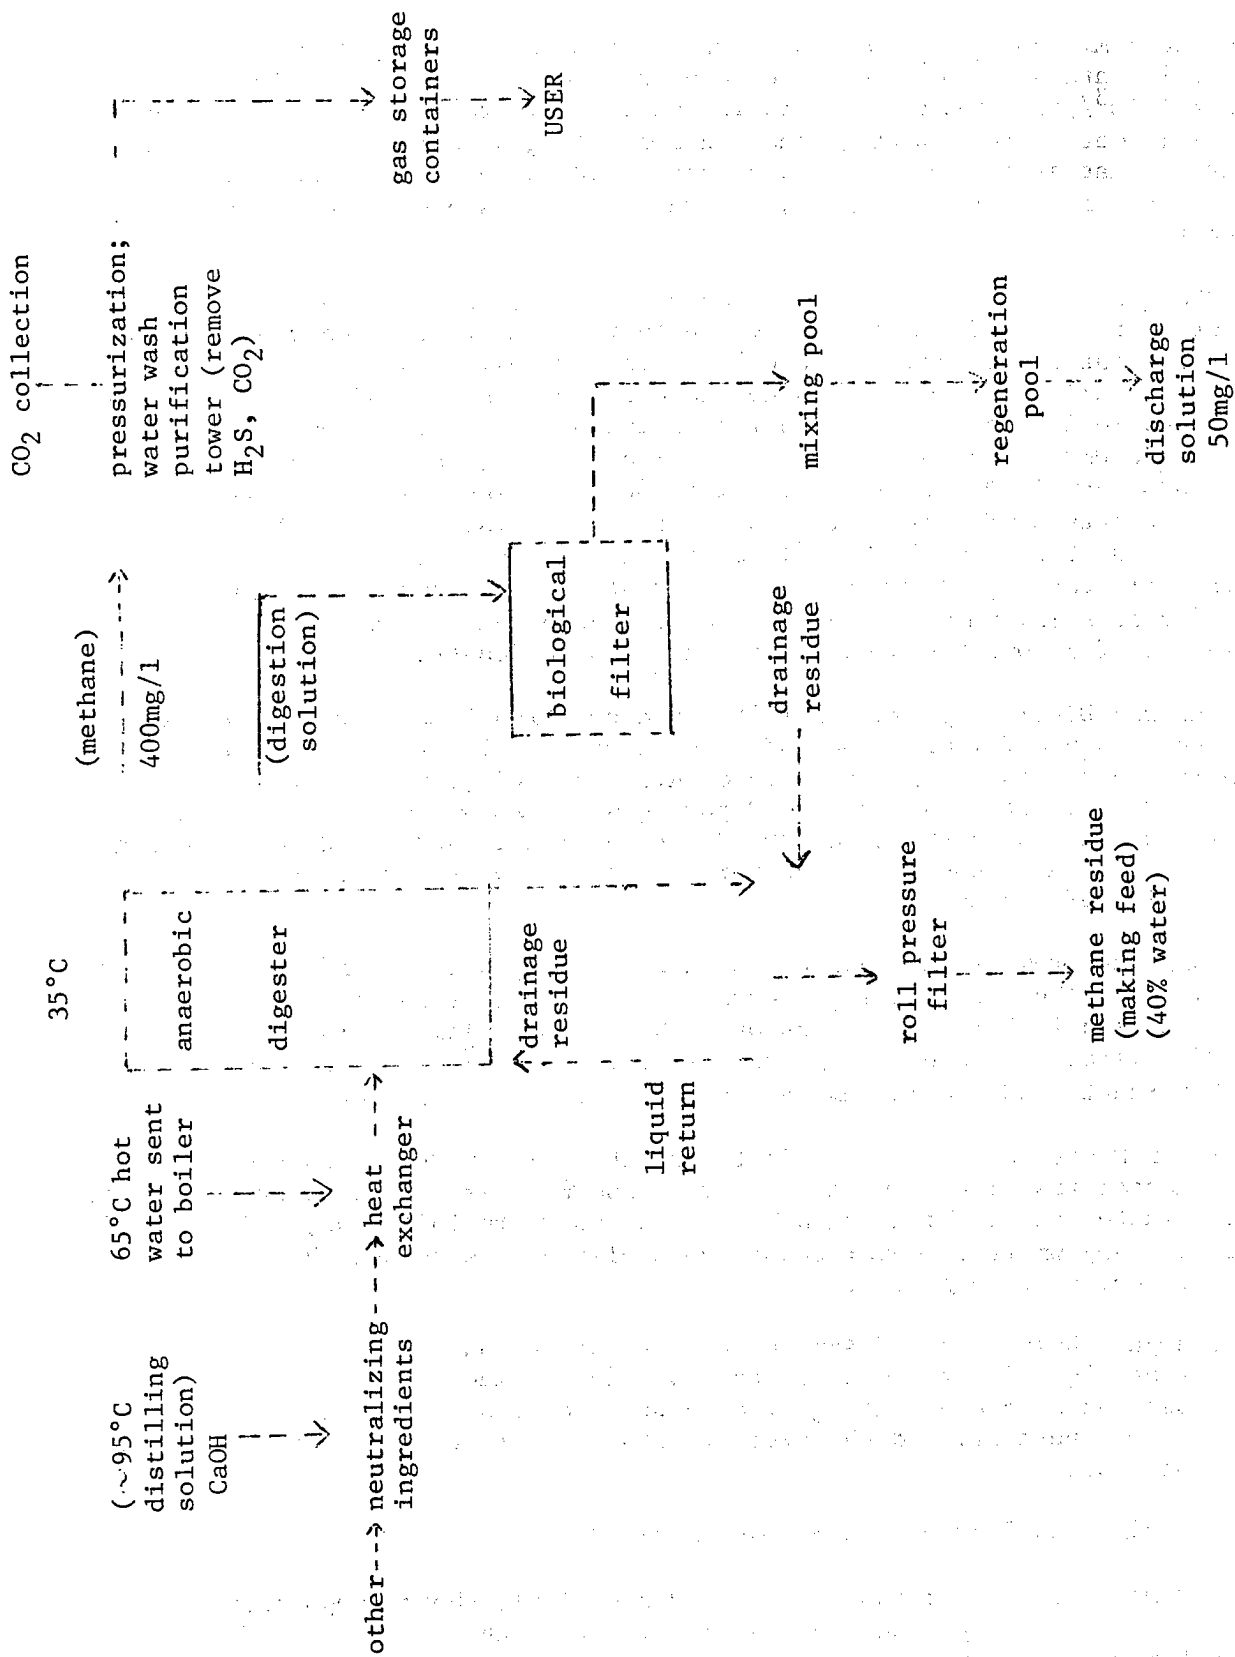 (~95°C
distilling
solution)
CaOH
other-->neutralizing--->heat --->
ingredients
exchanger
65°C hot
water sent
to boiler
35°C
anaerobic
digester
drainage
residue
liquid
return
roll pressure
filter
methane residue
(making feed)
(40% water)
drainage
residue
(methane)
400mg/l
(digestion
solution)
biological
filter
CO2 collection
pressurization;
water wash
purification
tower (remove
H2S, CO2)
mixing pool
regeneration
pool
discharge
solution
50mg/l
gas storage
containers
USER